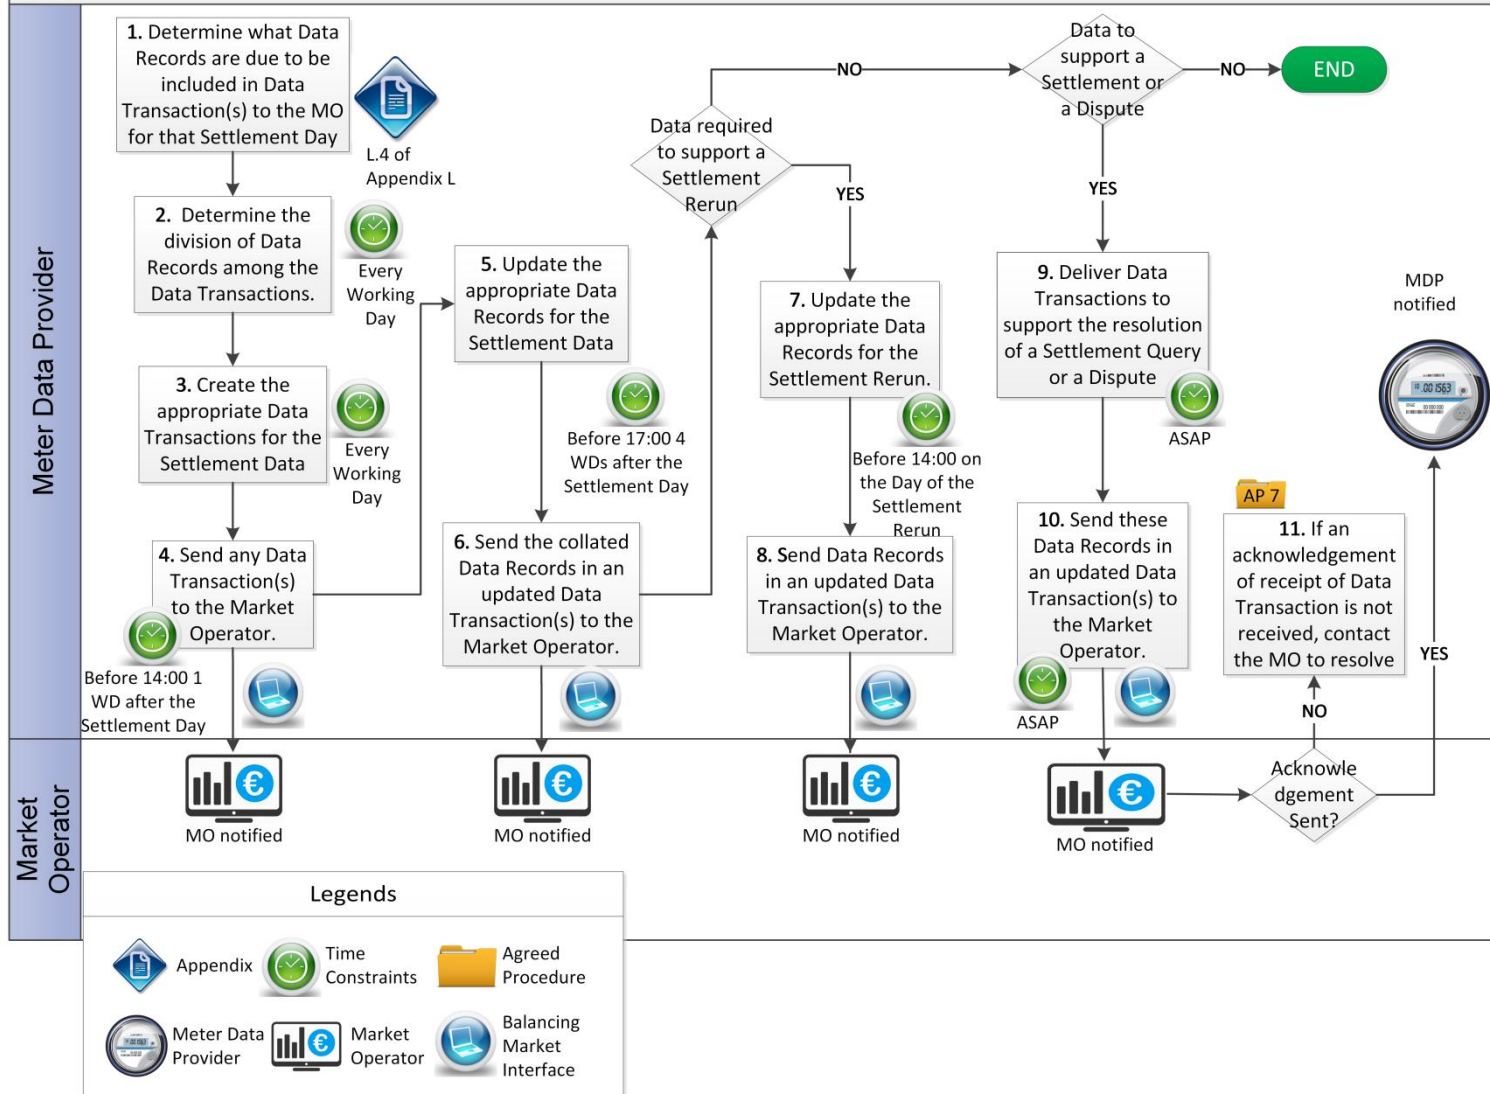 Meter Data Provider
1. Determine what Data
Records are due to be
included in Data
Transaction(s) to the MO
for that Settlement Day
L.4 of
Appendix L
2. Determine the
division of Data
Records among the
Data Transactions.
Every
Working
Day
3. Create the
appropriate Data
Transactions for the
Settlement Data
Every
Working
Day
4. Send any Data
Transaction(s)
to the Market
Operator.
Before 14:00 1
WD after the
Settlement Day
5. Update the
appropriate Data
Records for the
Settlement Data
Before 17:00 4
WDs after the
Settlement Day
6. Send the collated
Data Records in an
updated Data
Transaction(s) to the
Market Operator.
Data required
to support a
Settlement
Rerun
NO
YES
7. Update the
appropriate Data
Records for the
Settlement Rerun.
Before 14:00 on
the Day of the
Settlement
Rerun
8. Send Data Records
in an updated Data
Transaction(s) to the
Market Operator.
Data to
support a
Settlement or
a Dispute
NO
END
YES
9. Deliver Data
Transactions to
support the resolution
of a Settlement Query
or a Dispute
ASAP
10. Send these
Data Records in
an updated Data
Transaction(s) to
the Market
Operator.
ASAP
AP 7
11. If an
acknowledgement
of receipt of Data
Transaction is not
received, contact
the MO to resolve
NO
YES
MDP
notified
Market
Operator
€
MO notified
€
MO notified
€
MO notified
€
MO notified
Acknowle
dgement
Sent?
Legends
Appendix
Time
Constraints
Agreed
Procedure
Meter Data
Provider
€
Market
Operator
Balancing
Market
Interface